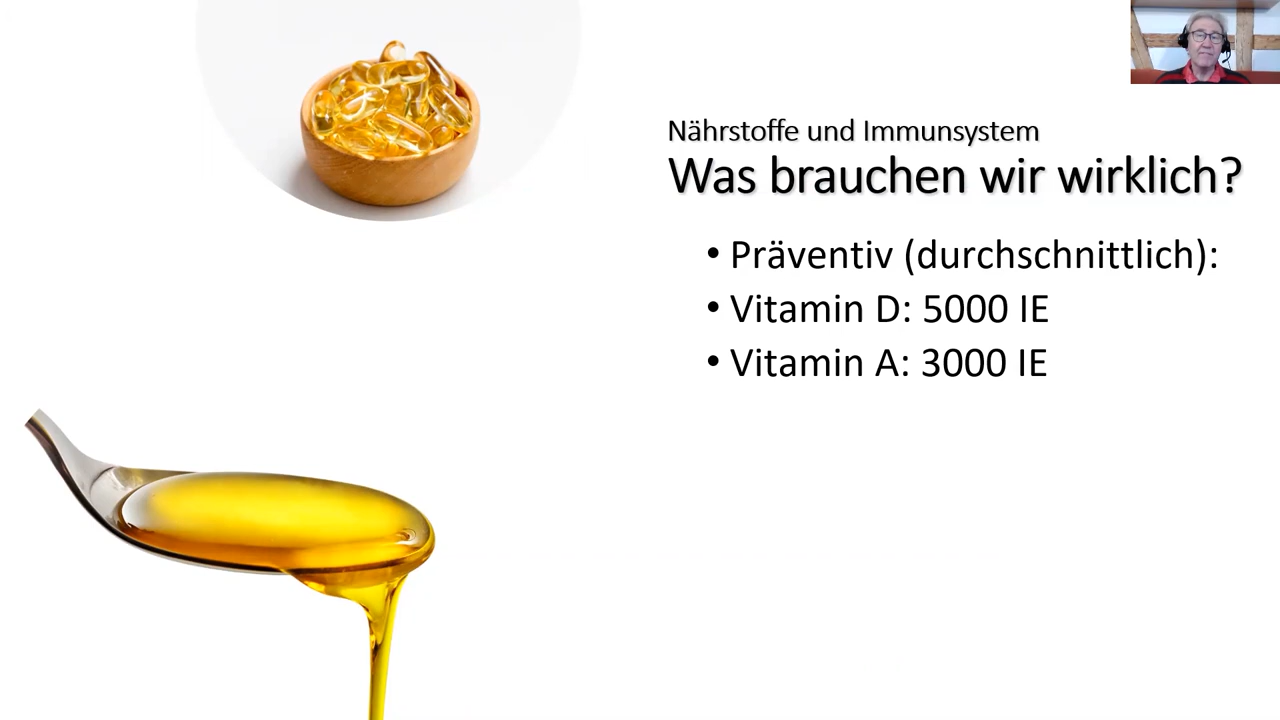 Nährstoffe und Immunsystem
Was brauchen wir wirklich?
• Präventiv (durchschnittlich):
• Vitamin D: 5000 IE
• Vitamin A: 3000 IE